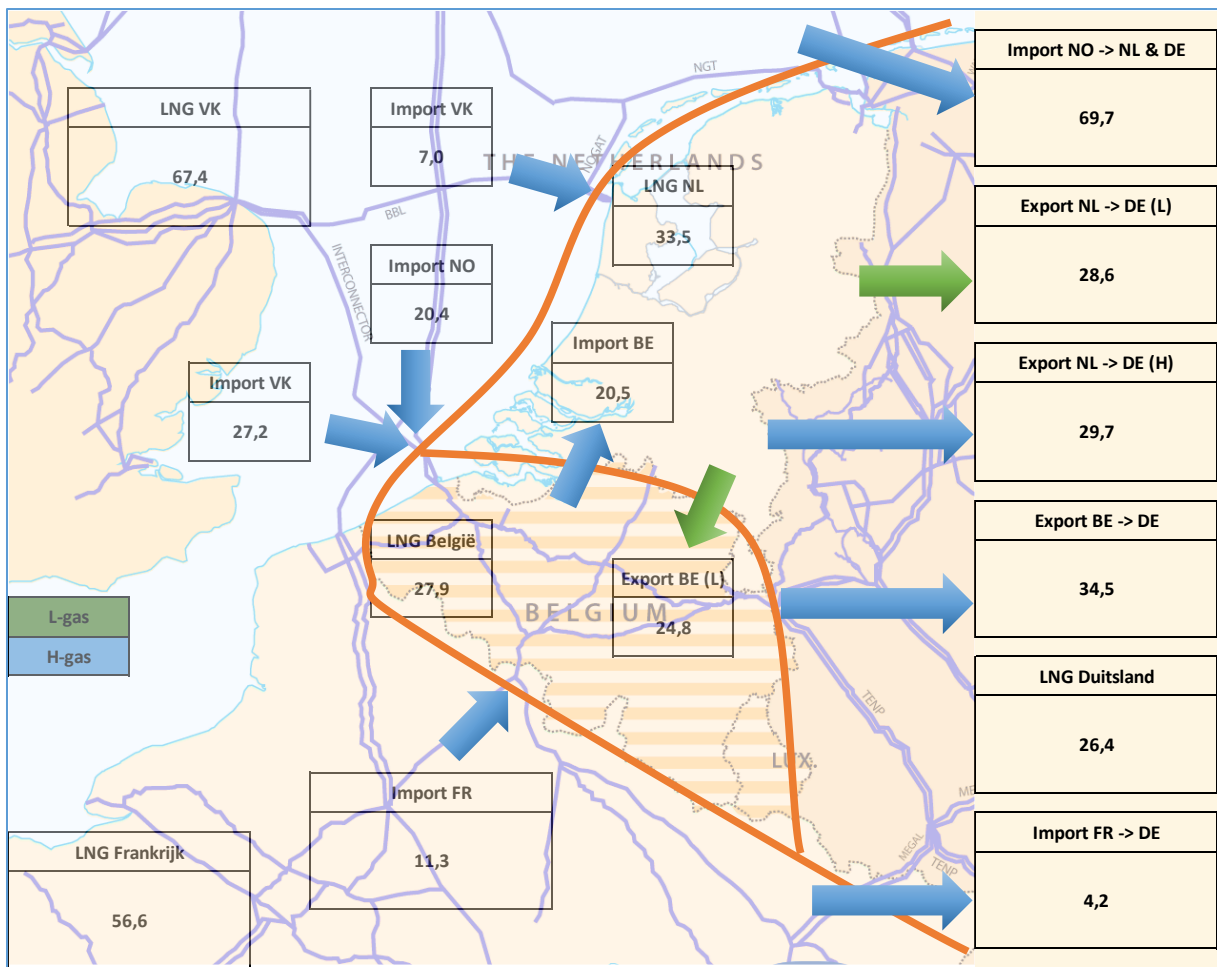 Import NO -> NL & DE
69,7
NGT
LNG VK
67,4
Import VK
7,0
THE NETHERLANDS
NOGAT
LNG NL
33,5
Export NL -> DE (L)
28,6
BBL
INTERCONNECTOR
Import NO
20,4
Import BE
20,5
Export NL -> DE (H)
29,7
Import VK
27,2
LNG België
27,9
Export BE (L)
24,8
BELGIUM
Export BE -> DE
34,5
L-gas
H-gas
LNG Duitsland
26,4
TENP
LUX.
Import FR
11,3
LNG Frankrijk
56,6
MEGAL
TENP
Import FR -> DE
4,2